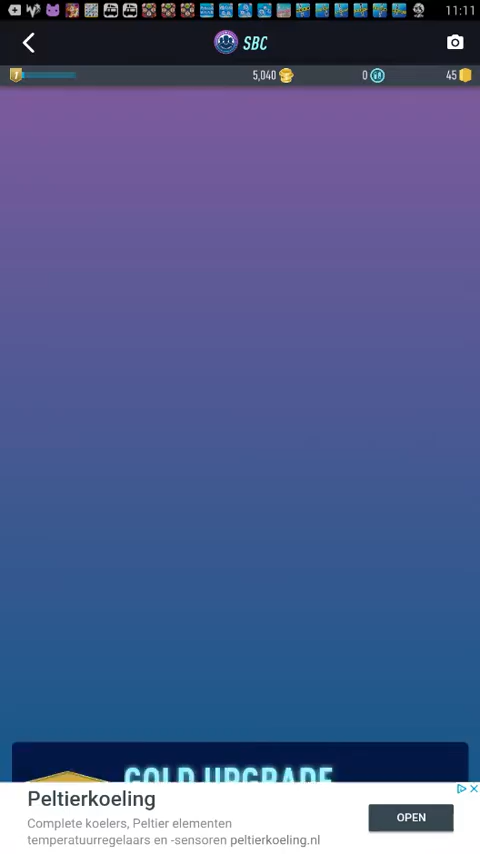 11:11
SBC
1
5,040
0
45
GOLD UPGRADE
Peltierkoeling
Complete koelers, Peltier elementen
temperatuurregelaars en -sensoren peltierkoeling.nl
OPEN